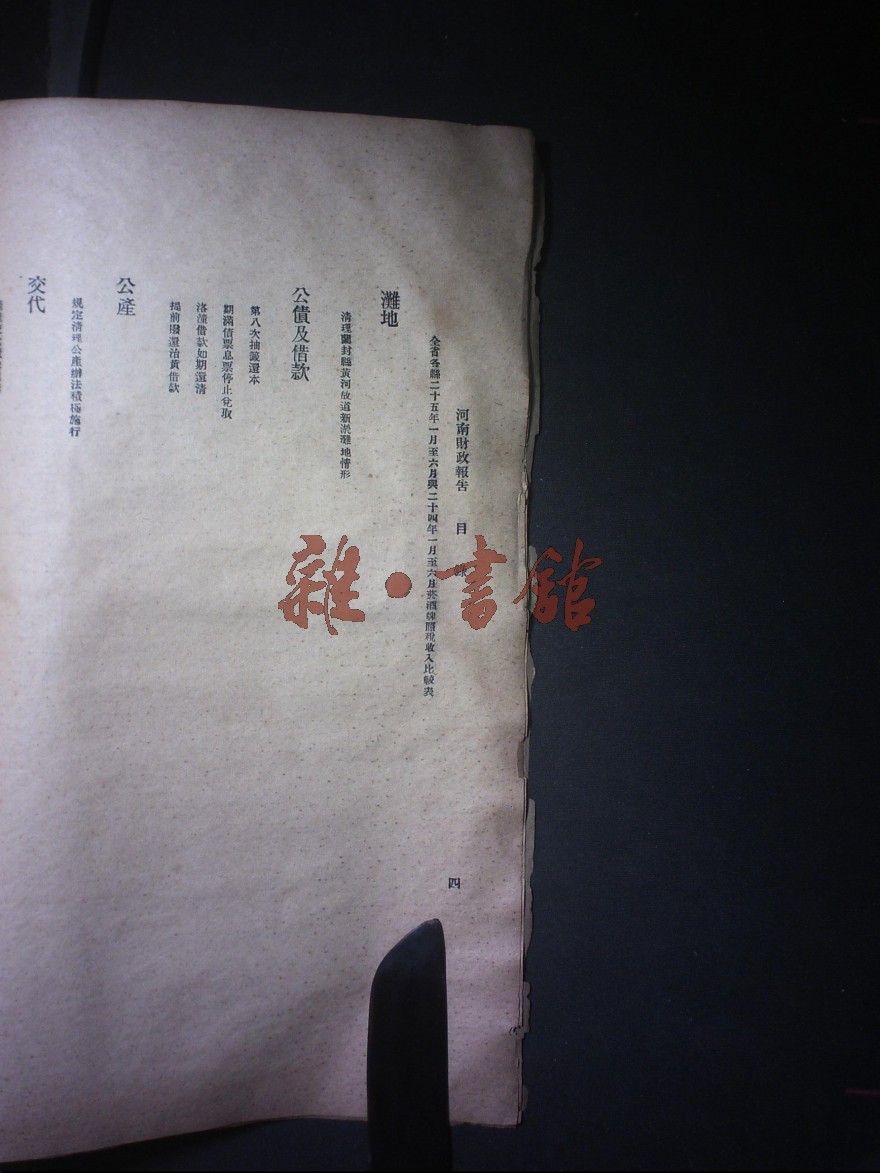 河南財政報告 目錄 四
全省各縣二十五年一月至六月與二十四年一月至六月菸酒牌照稅收入比較表
灘地
清理蘭封縣黃河故道新淤灘地情形
公債及借款
第八次抽籤還本
期滿債票息票停止兌取
洛潼借款如期還清
提前撥還治黃借款
公產
規定清理公產辦法積極施行
交代
雜·書館